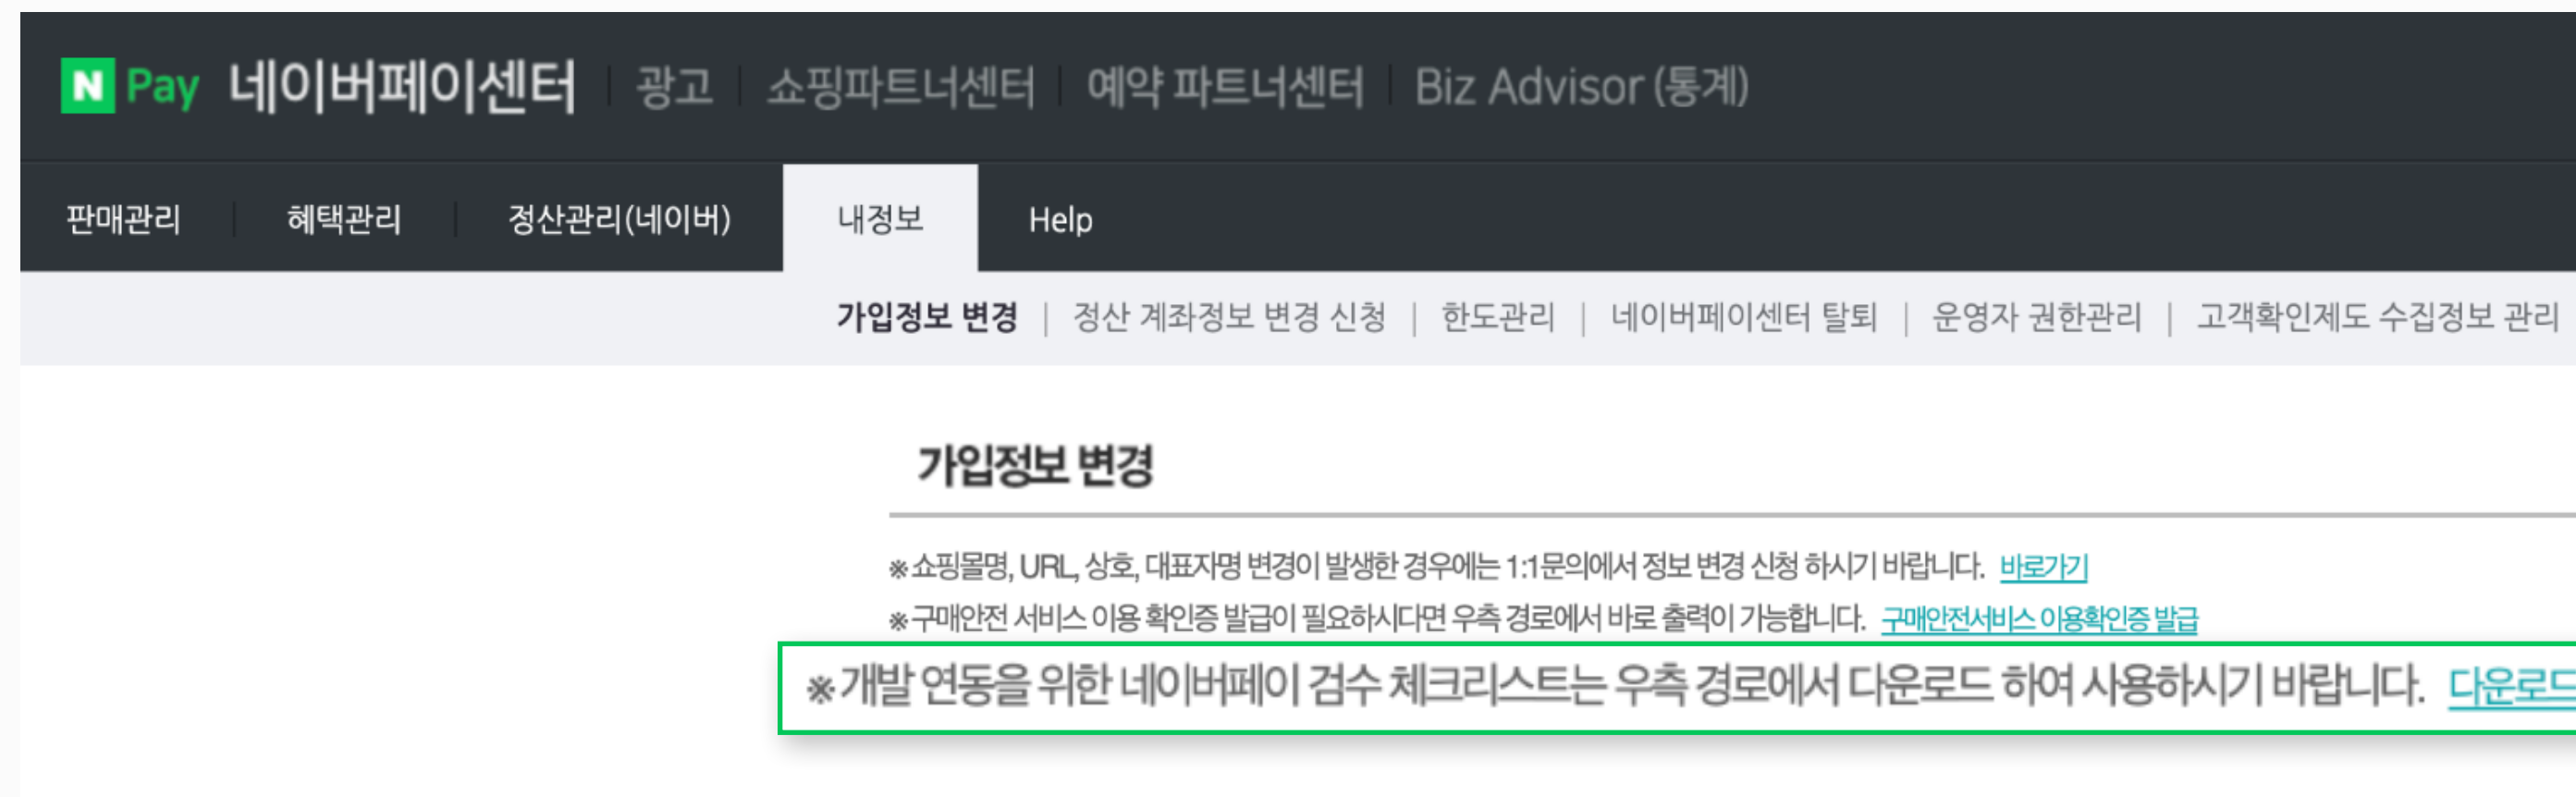 N Pay 네이버페이센터 | 광고 | 쇼핑파트너센터 | 예약 파트너센터 | Biz Advisor (통계)
판매관리 | 혜택관리 | 정산관리(네이버) 내정보 Help
가입정보 변경 | 정산 계좌정보 변경 신청 | 한도관리 | 네이버페이센터 탈퇴 | 운영자 권한관리 | 고객확인제도 수집정보 관리
가입정보 변경
※ 쇼핑몰명, URL, 상호, 대표자명 변경이 발생한 경우에는 1:1문의에서 정보 변경 신청 하시기 바랍니다. 바로가기
※ 구매안전 서비스 이용 확인증 발급이 필요하시다면 우측 경로에서 바로 출력이 가능합니다. 구매안전서비스 이용확인증 발급
※ 개발 연동을 위한 네이버페이 검수 체크리스트는 우측 경로에서 다운로드 하여 사용하시기 바랍니다. 다운로드